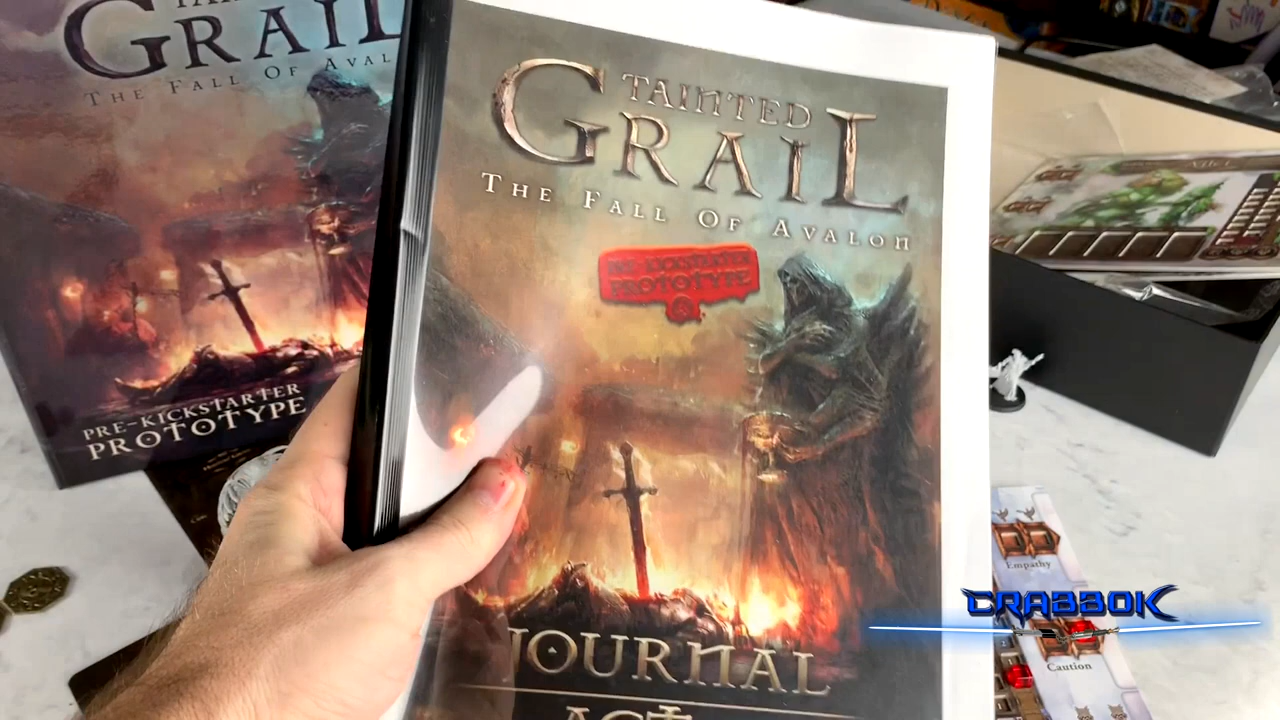 GRAIL
THE FALL OF AVAL
PRE-KICKSTARTER
PROTOTYPE
TAINTED
GRAIL
THE FALL OF AVALON
PRE-KICKSTARTER
PROTOTYPE
JOURNAL
ACT
Empathy
CRABBOK
Caution